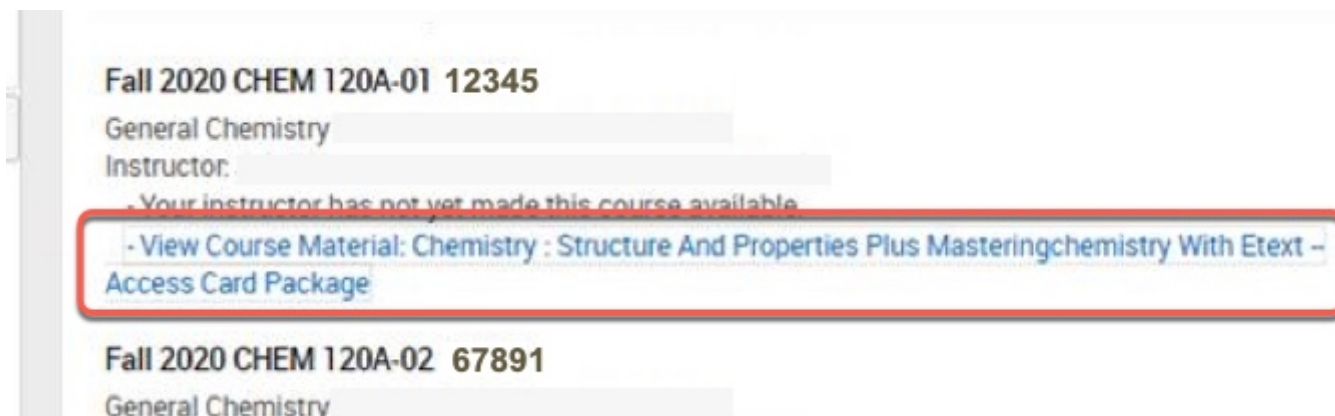 Fall 2020 CHEM 120A-01 12345
General Chemistry
Instructor:
- Your instructor has not yet made this course available.
- View Course Material: Chemistry : Structure And Properties Plus Masteringchemistry With Etext –
Access Card Package
Fall 2020 CHEM 120A-02 67891
General Chemistry